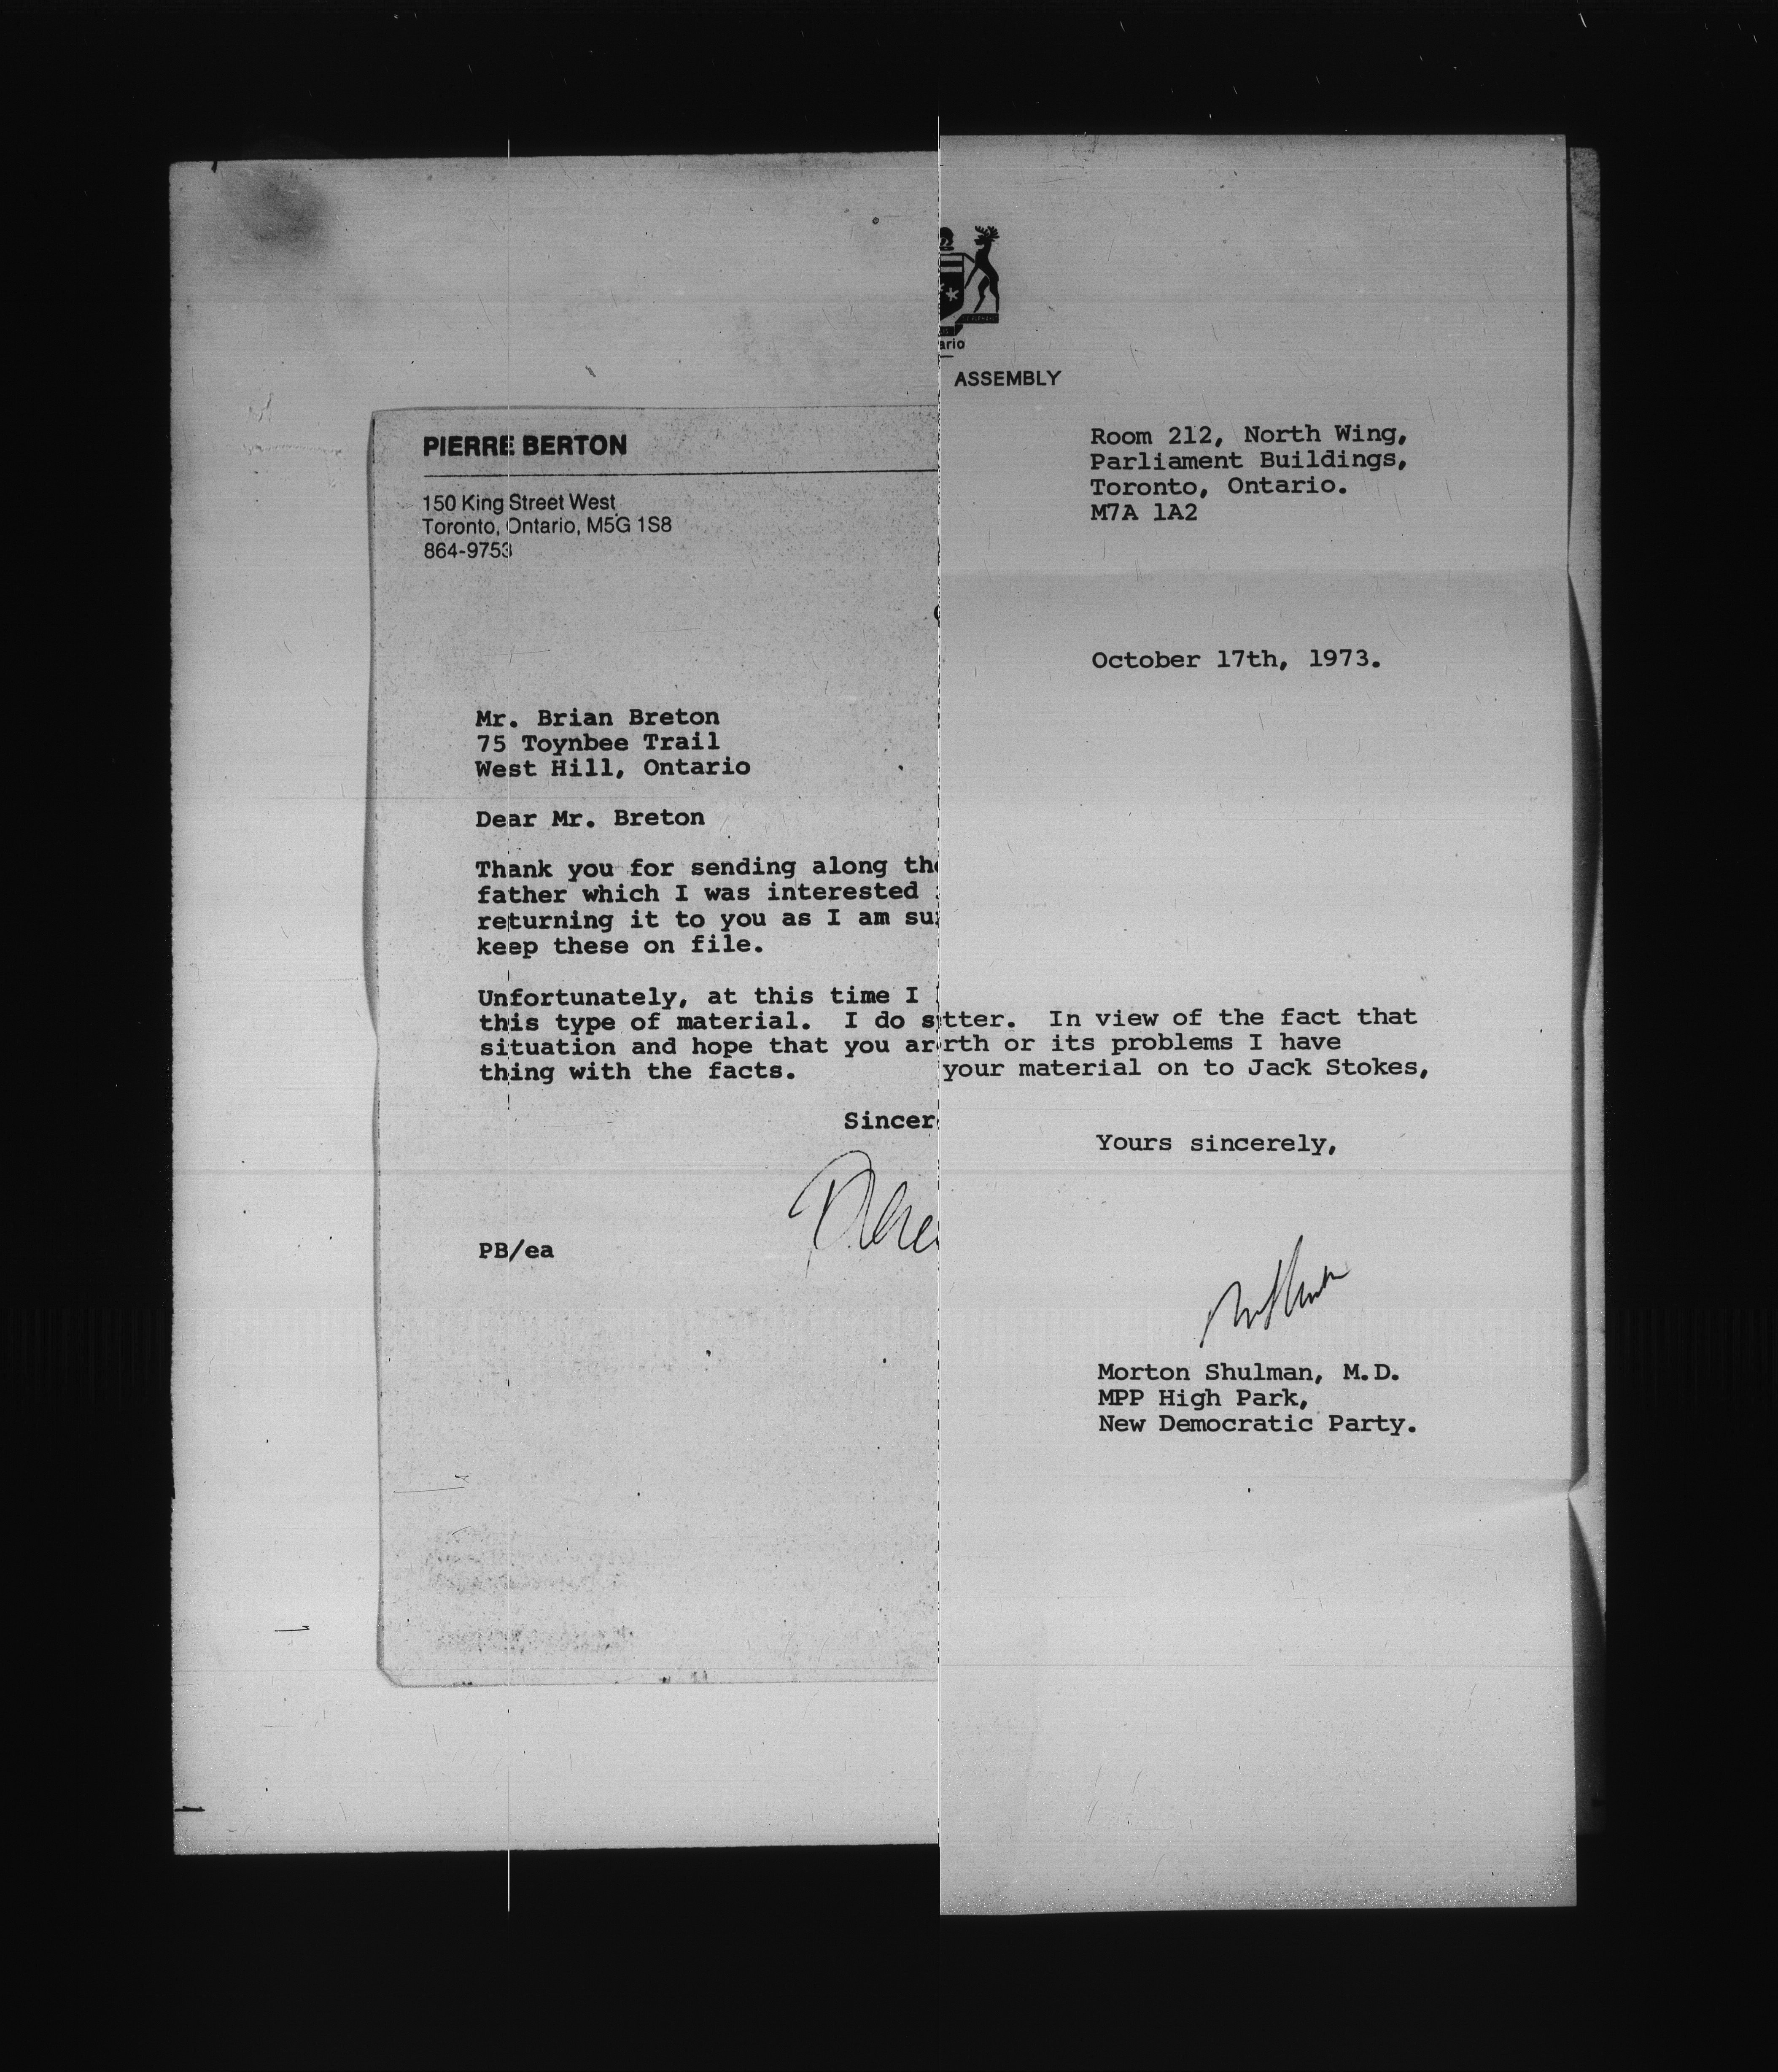 PIERRE BERTON
150 King Street West
Toronto, Ontario, M5G 1S8
864-9753
Mr. Brian Breton
75 Toynbee Trail
West Hill, Ontario
Dear Mr. Breton
Thank you for sending along
father which I was interested
returning it to you as I am
keep these on file.
Unfortunately, at this time I
this type of material. I do
situation and hope that you
thing with the facts.
Sincer
PB/ea
ario
ASSEMBLY
Room 212, North Wing,
Parliament Buildings,
Toronto, Ontario.
M7A 1A2
October 17th, 1973.
tter. In view of the fact that
rth or its problems I have
your material on to Jack Stokes,
Yours sincerely,
Morton Shulman, M.D.
MPP High Park,
New Democratic Party.